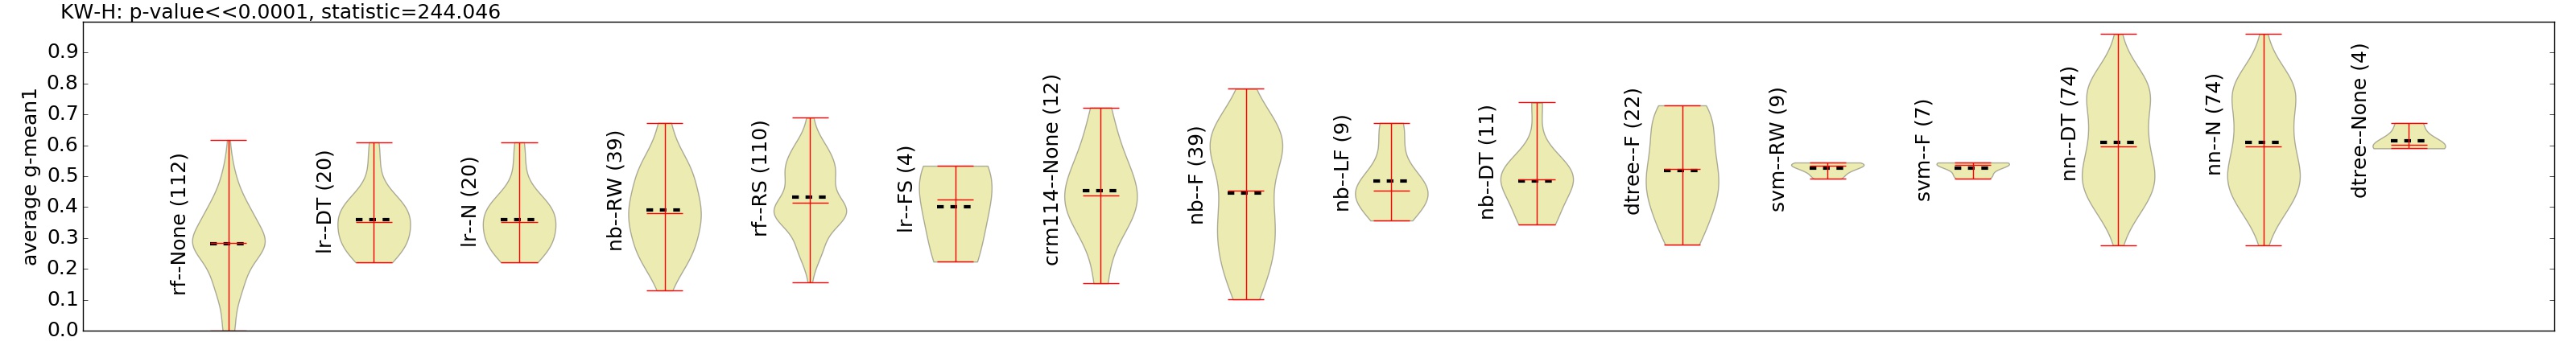 KW-H: p-value<<0.0001, statistic=244.046
average g-mean1
0.9
0.8
0.7
0.6
0.5
0.4
0.3
0.2
0.1
0.0
rf--None (112)
lr--DT (20)
lr--N (20)
nb--RW (39)
rf--RS (110)
lr--FS (4)
crm114--None (12)
nb--F (39)
nb--LF (9)
nb--DT (11)
dtree--F (22)
svm--RW (9)
svm--F (7)
nn--DT (74)
nn--N (74)
dtree--None (4)